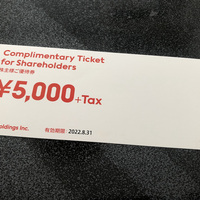 Complimentary Ticket
for Shareholders
株主様ご優待券
¥5,000+Tax
oldings Inc.
有効期限 2022.8.31